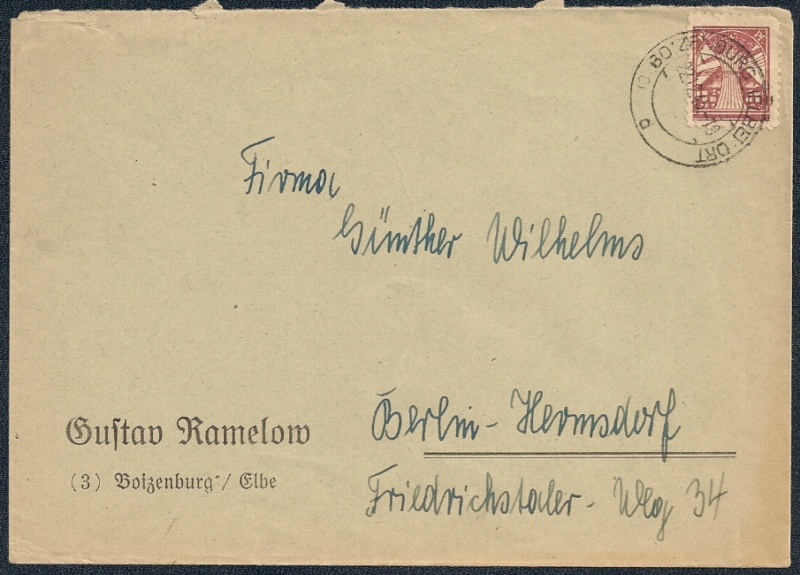 Firma
Günther Wilhelms
Berlin-Hermsdorf
Friedrichstaler-Weg 34
Guſtav Ramelow
(3) Boizenburg / Elbe